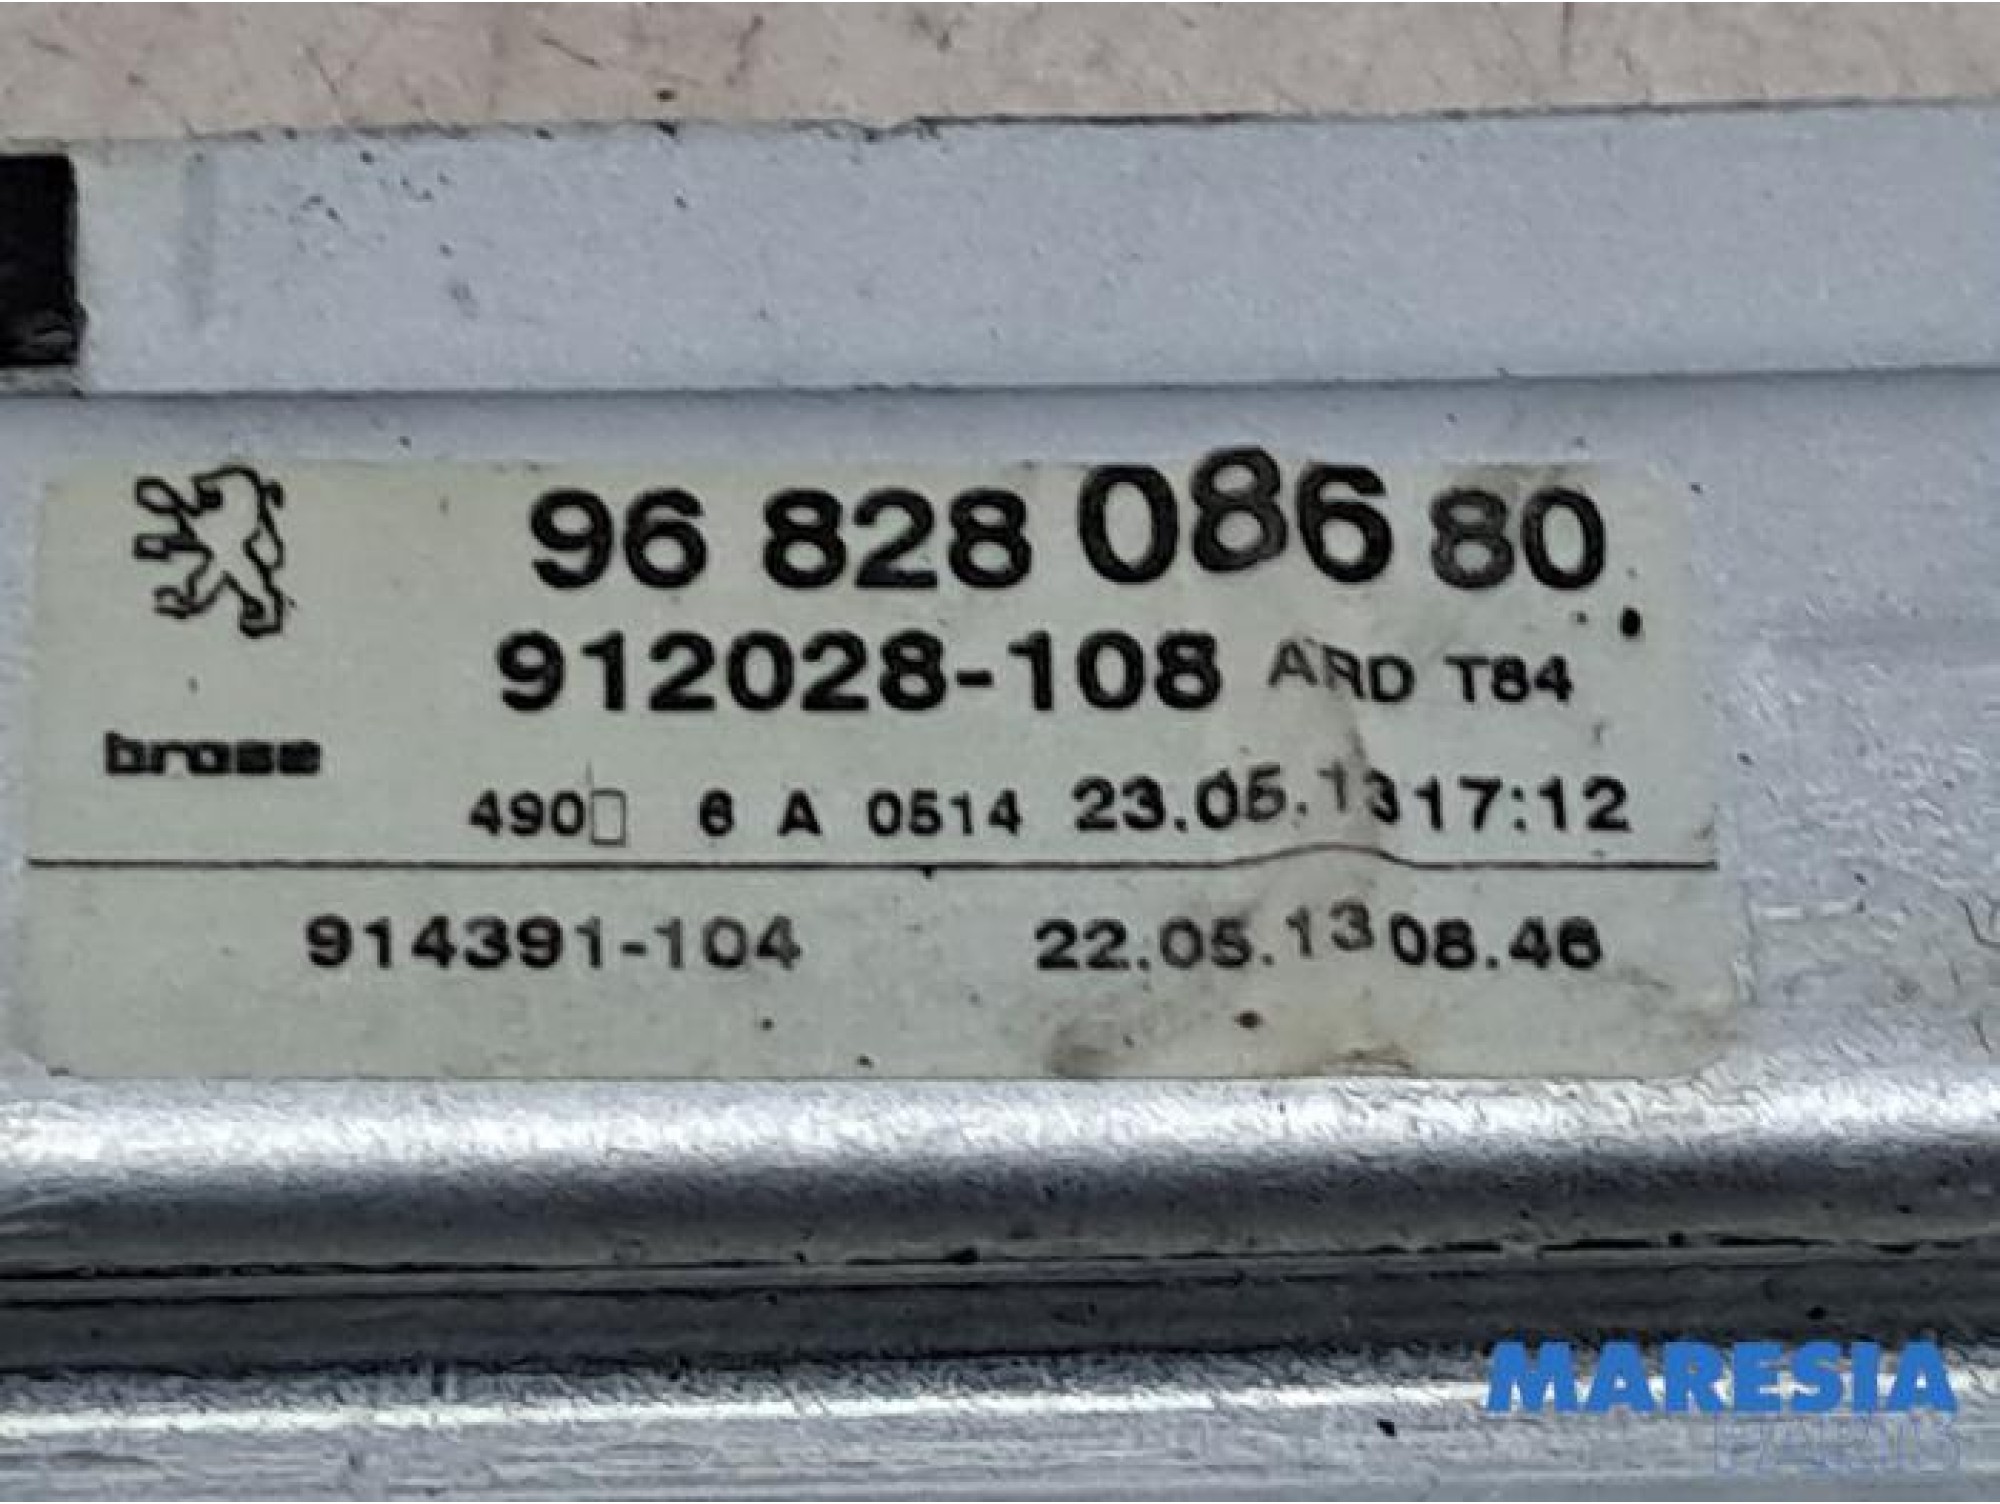 96 828 086 80
912028-108 ARD T84
brose
490▯ 6 A 0514 23.05.13 17:12
914391-104 22.05.13 08.46
MARESIA
PARTS